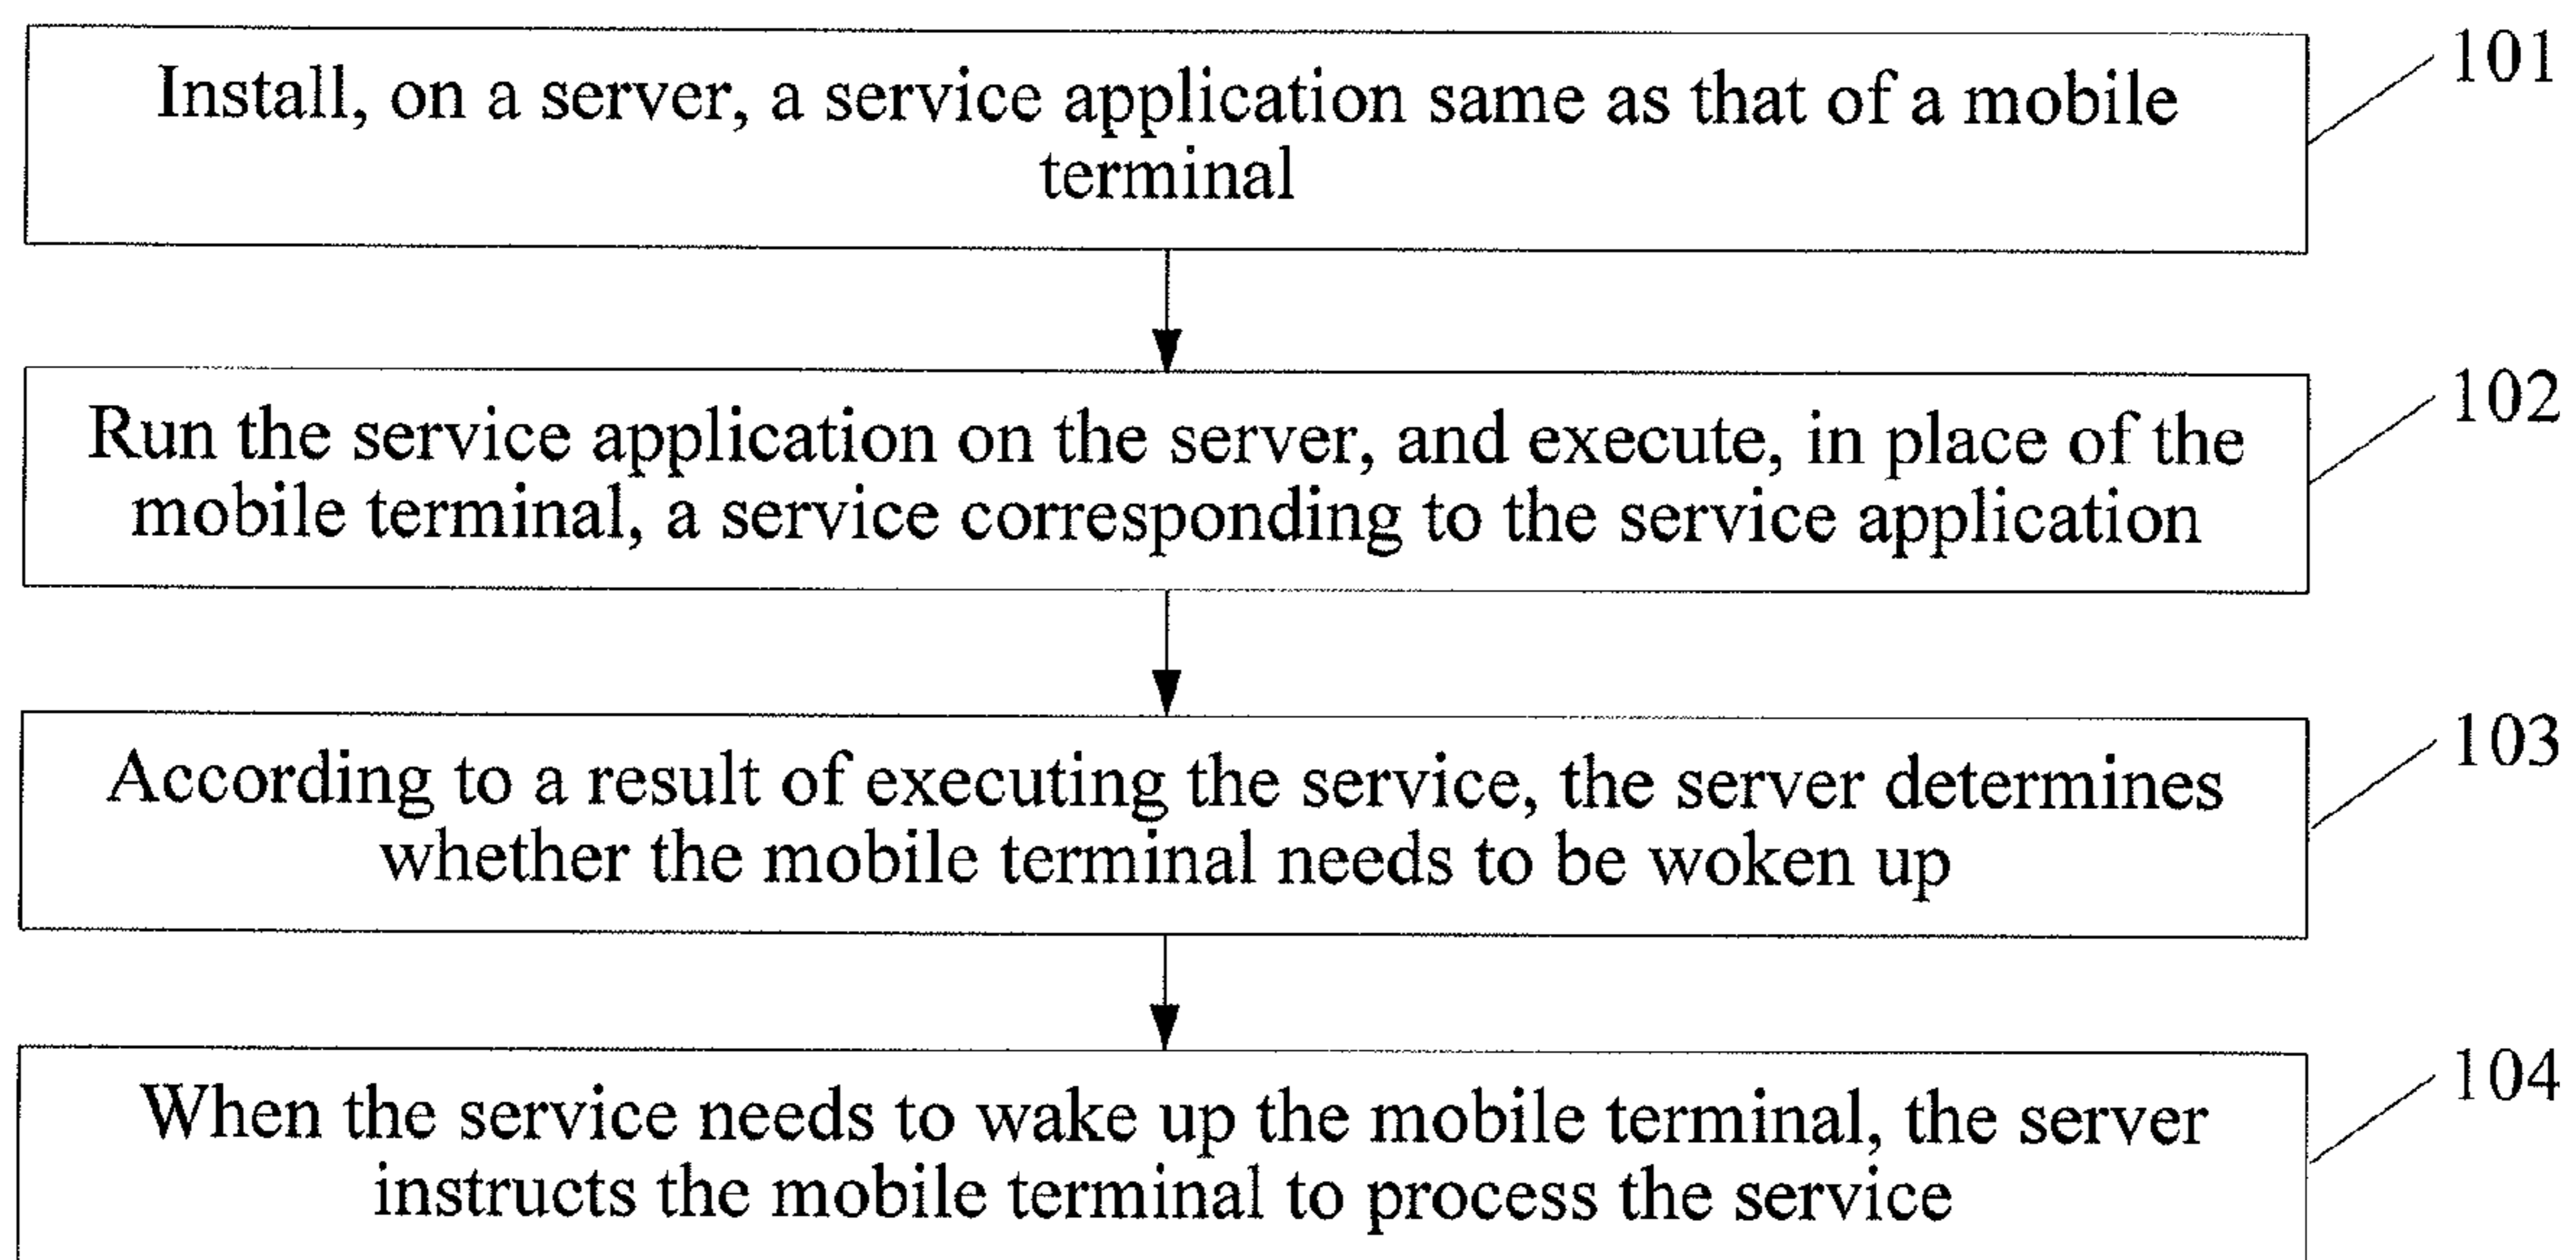 Install, on a server, a service application same as that of a mobile
terminal
101
Run the service application on the server, and execute, in place of the
mobile terminal, a service corresponding to the service application
102
According to a result of executing the service, the server determines
whether the mobile terminal needs to be woken up
103
When the service needs to wake up the mobile terminal, the server
instructs the mobile terminal to process the service
104